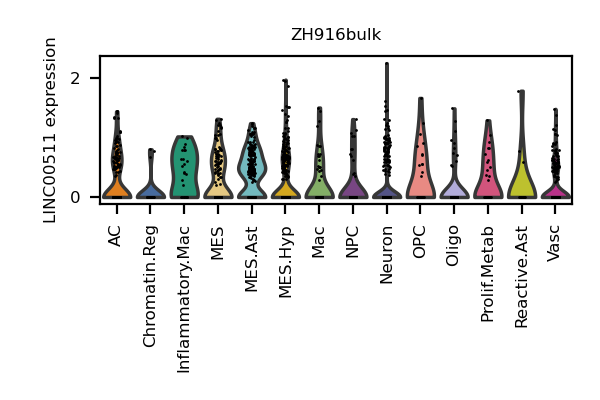 ZH916bulk
LINC00511 expression
2
0
AC
Chromatin.Reg
Inflammatory.Mac
MES
MES.Ast
MES.Hyp
Mac
NPC
Neuron
OPC
Oligo
Prolif.Metab
Reactive.Ast
Vasc